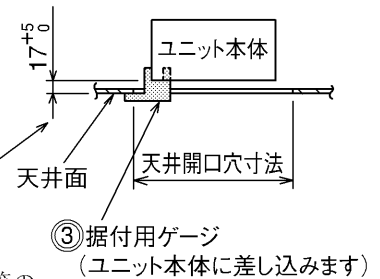 17 +5 0
ユニット本体
天井面
天井開口穴寸法
③据付用ゲージ
(ユニット本体に差し込みます)